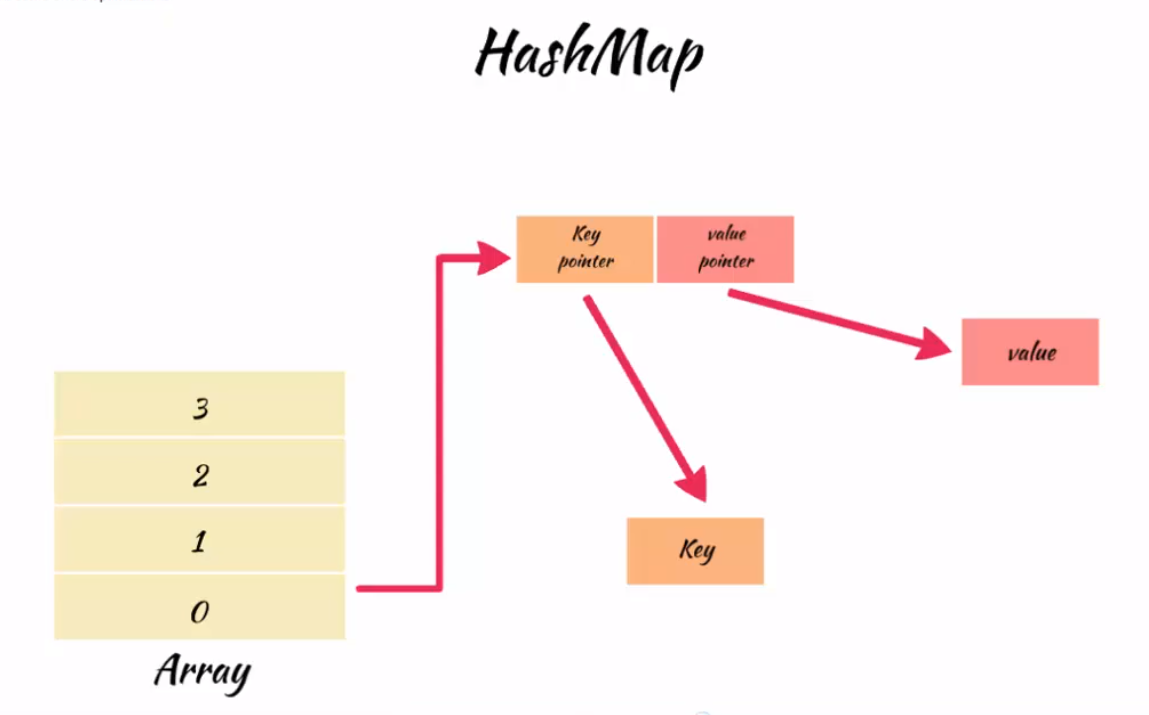 HashMap
Key
pointer
value
pointer
value
3
2
1
0
Key
Array